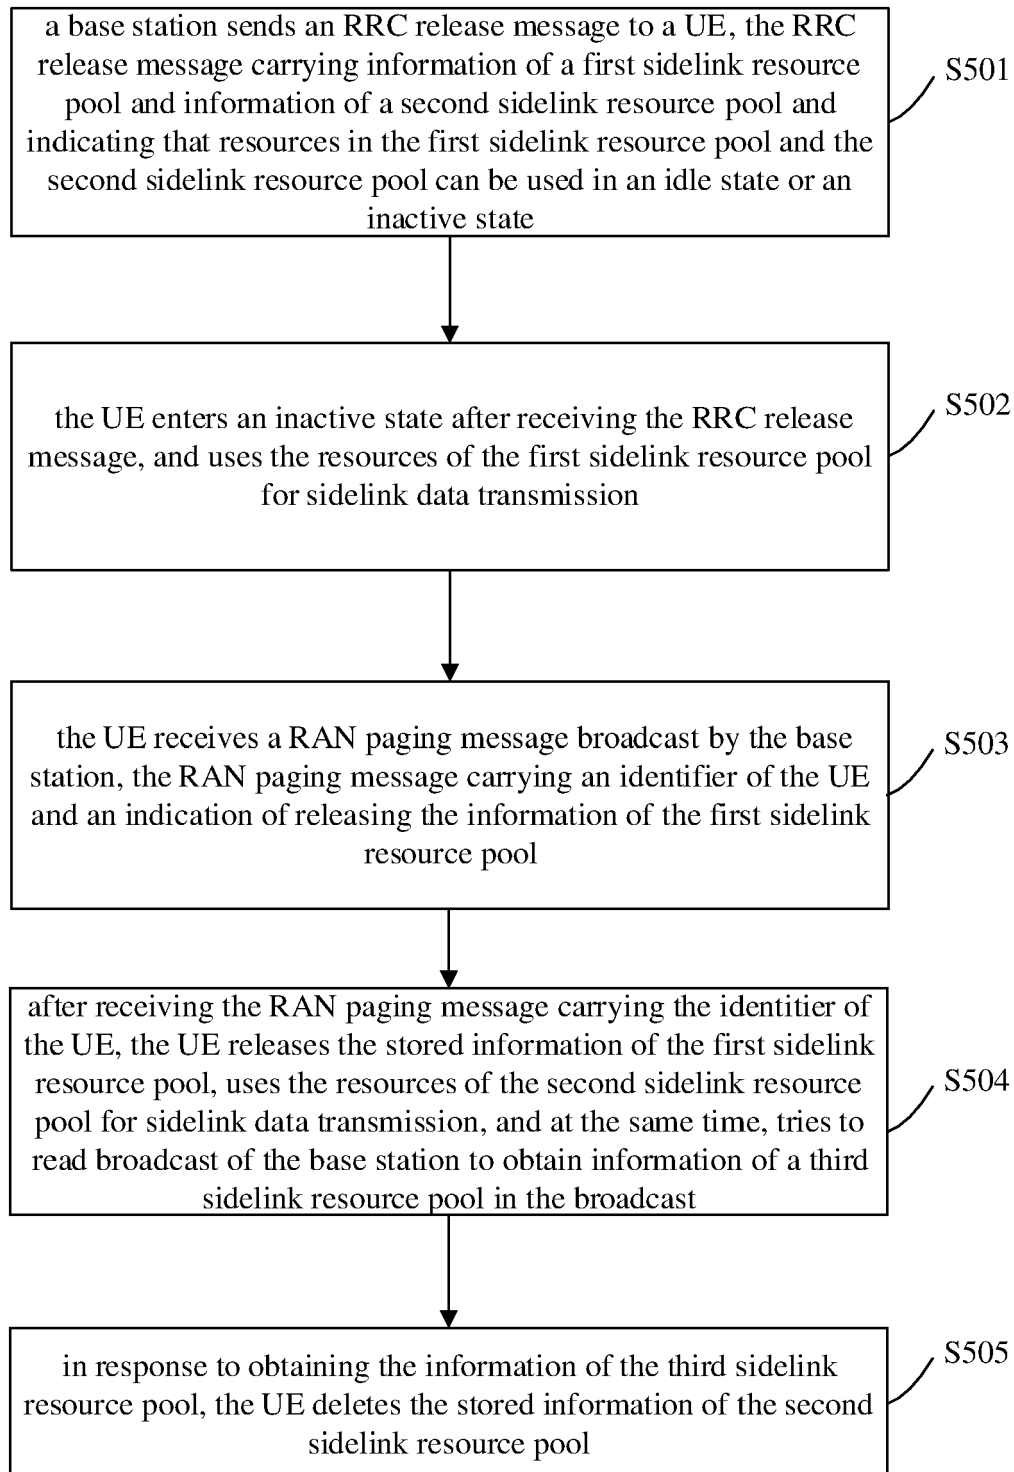 a base station sends an RRC release message to a UE, the RRC
release message carrying information of a first sidelink resource
pool and information of a second sidelink resource pool and
indicating that resources in the first sidelink resource pool and the
second sidelink resource pool can be used in an idle state or an
inactive state
S501
the UE enters an inactive state after receiving the RRC release
message, and uses the resources of the first sidelink resource pool
for sidelink data transmission
S502
the UE receives a RAN paging message broadcast by the base
station, the RAN paging message carrying an identifier of the UE
and an indication of releasing the information of the first sidelink
resource pool
S503
after receiving the RAN paging message carrying the identitier of
the UE, the UE releases the stored information of the first sidelink
resource pool, uses the resources of the second sidelink resource
pool for sidelink data transmission, and at the same time, tries to
read broadcast of the base station to obtain information of a third
sidelink resource pool in the broadcast
S504
in response to obtaining the information of the third sidelink
resource pool, the UE deletes the stored information of the second
sidelink resource pool
S505